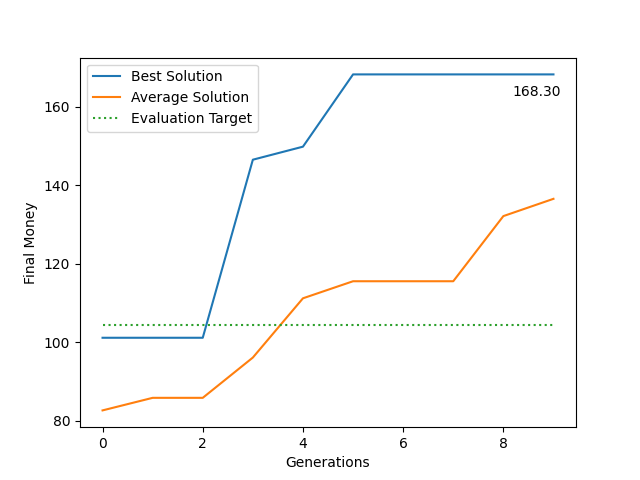 Best Solution
Average Solution
Evaluation Target
168.30
Final Money
160
140
120
100
80
0 2 4 6 8
Generations